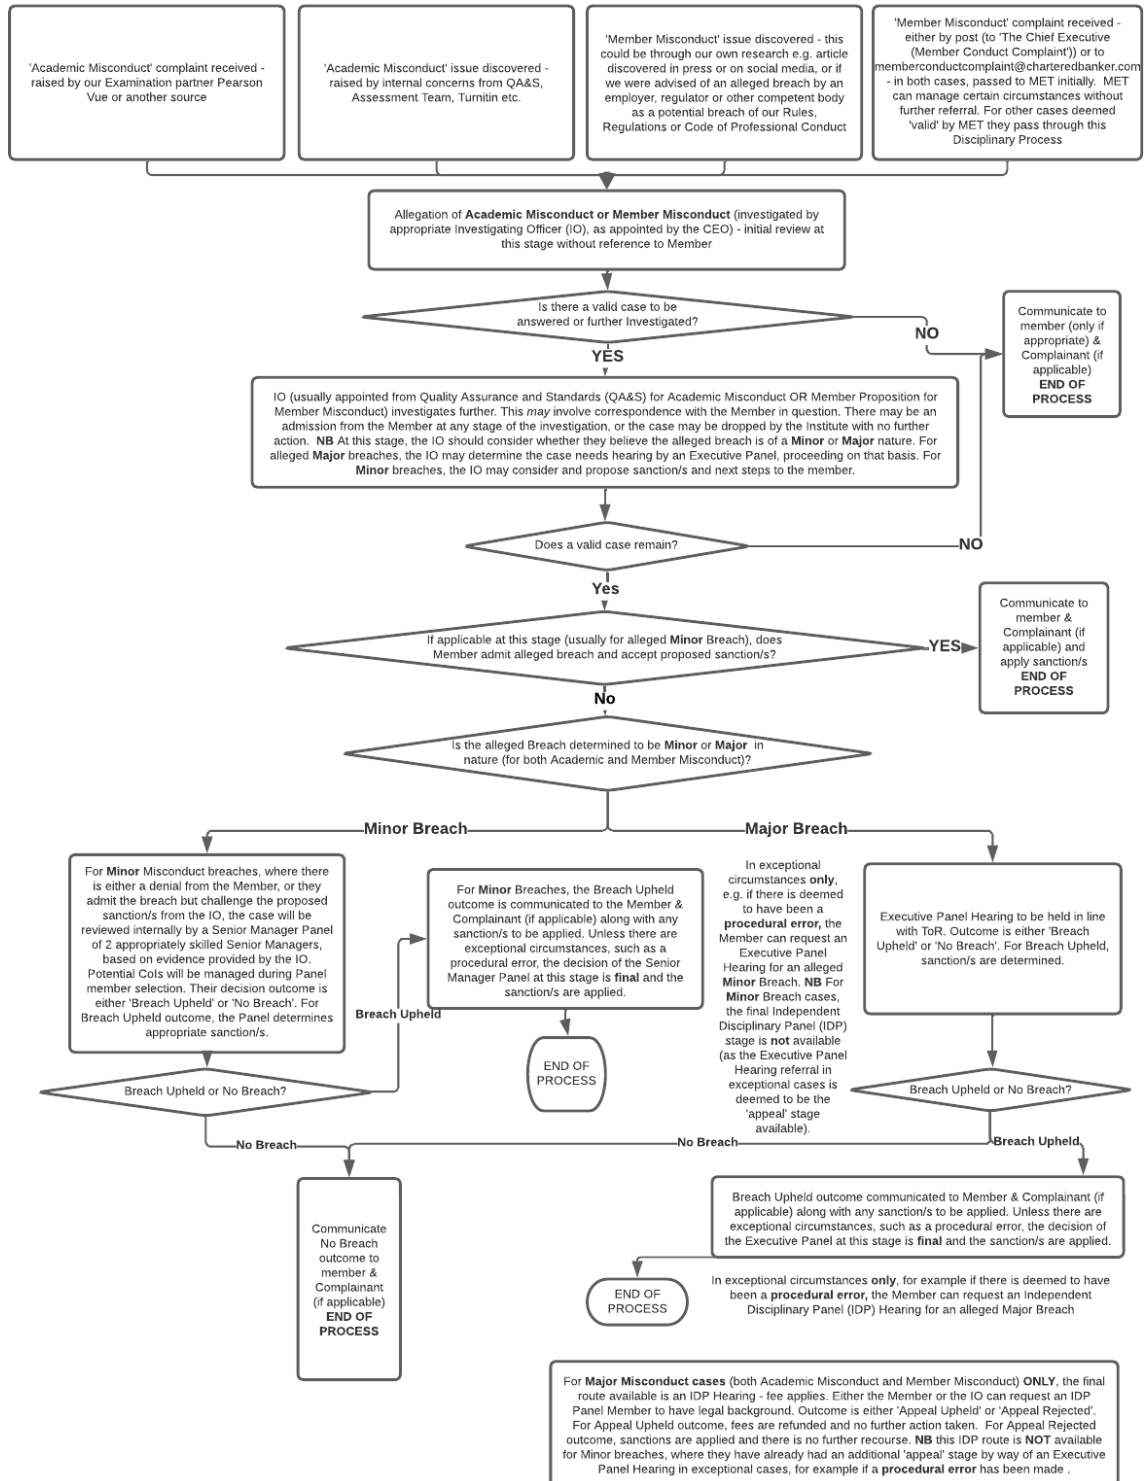 'Academic Misconduct' complaint received -
raised by our Examination partner Pearson
Vue or another source
'Academic Misconduct' issue discovered -
raised by internal concerns from QA&S,
Assessment Team, Turnitin etc.
'Member Misconduct' issue discovered - this
could be through our own research e.g. article
discovered in press or on social media, or if
we were advised of an alleged breach by an
employer, regulator or other competent body
as a potential breach of our Rules,
Regulations or Code of Professional Conduct
'Member Misconduct' complaint received -
either by post (to 'The Chief Executive
(Member Conduct Complaint')) or to
memberconductcomplaint@charteredbanker.com
- in both cases, passed to MET initially. MET
can manage certain circumstances without
further referral. For other cases deemed
'valid' by MET they pass through this
Disciplinary Process
Allegation of Academic Misconduct or Member Misconduct (investigated by
appropriate Investigating Officer (IO), as appointed by the CEO) - initial review at
this stage without reference to Member
Is there a valid case to be
answered or further Investigated?
NO
YES
Communicate to
member (only if
appropriate) &
Complainant (if
applicable)
END OF
PROCESS
IO (usually appointed from Quality Assurance and Standards (QA&S) for Academic Misconduct OR Member Proposition for
Member Misconduct) investigates further. This may involve correspondence with the Member in question. There may be an
admission from the Member at any stage of the investigation, or the case may be dropped by the Institute with no further
action. NB At this stage, the IO should consider whether they believe the alleged breach is of a Minor or Major nature. For
alleged Major breaches, the IO may determine the case needs hearing by an Executive Panel, proceeding on that basis. For
Minor breaches, the IO may consider and propose sanction/s and next steps to the member.
Does a valid case remain?
NO
Yes
If applicable at this stage (usually for alleged Minor Breach), does
Member admit alleged breach and accept proposed sanction/s?
YES
Communicate to
member &
Complainant (if
applicable) and
apply sanction/s
END OF
PROCESS
No
Is the alleged Breach determined to be Minor or Major in
nature (for both Academic and Member Misconduct)?
Minor Breach
Major Breach
For Minor Misconduct breaches, where there
is either a denial from the Member, or they
admit the breach but challenge the proposed
sanction/s from the IO, the case will be
reviewed internally by a Senior Manager Panel
of 2 appropriately skilled Senior Managers,
based on evidence provided by the IO.
Potential CoIs will be managed during Panel
member selection. Their decision outcome is
either 'Breach Upheld' or 'No Breach'. For
Breach Upheld outcome, the Panel determines
appropriate sanction/s.
For Minor Breaches, the Breach Upheld
outcome is communicated to the Member &
Complainant (if applicable) along with any
sanction/s to be applied. Unless there are
exceptional circumstances, such as a
procedural error, the decision of the Senior
Manager Panel at this stage is final and the
sanction/s are applied.
In exceptional
circumstances only,
e.g. if there is deemed
to have been a
procedural error, the
Member can request an
Executive Panel
Hearing for an alleged
Minor Breach. NB For
Minor Breach cases,
the final Independent
Disciplinary Panel (IDP)
stage is not available
(as the Executive Panel
Hearing referral in
exceptional cases is
deemed to be the
'appeal' stage
available).
Executive Panel Hearing to be held in line
with ToR. Outcome is either 'Breach
Upheld' or 'No Breach'. For Breach Upheld,
sanction/s are determined.
Breach Upheld
END OF
PROCESS
Breach Upheld or No Breach?
Breach Upheld or No Breach?
No Breach
No Breach
Breach Upheld
Communicate
No Breach
outcome to
member &
Complainant
(if applicable)
END OF
PROCESS
Breach Upheld outcome communicated to Member & Complainant (if
applicable) along with any sanction/s to be applied. Unless there are
exceptional circumstances, such as a procedural error, the decision of
the Executive Panel at this stage is final and the sanction/s are applied.
END OF
PROCESS
In exceptional circumstances only, for example if there is deemed to have
been a procedural error, the Member can request an Independent
Disciplinary Panel (IDP) Hearing for an alleged Major Breach
For Major Misconduct cases (both Academic Misconduct and Member Misconduct) ONLY, the final
route available is an IDP Hearing - fee applies. Either the Member or the IO can request an IDP
Panel Member to have legal background. Outcome is either 'Appeal Upheld' or 'Appeal Rejected'.
For Appeal Upheld outcome, fees are refunded and no further action taken. For Appeal Rejected
outcome, sanctions are applied and there is no further recourse. NB this IDP route is NOT available
for Minor breaches, where they have already had an additional 'appeal' stage by way of an Executive
Panel Hearing in exceptional cases, for example if a procedural error has been made .